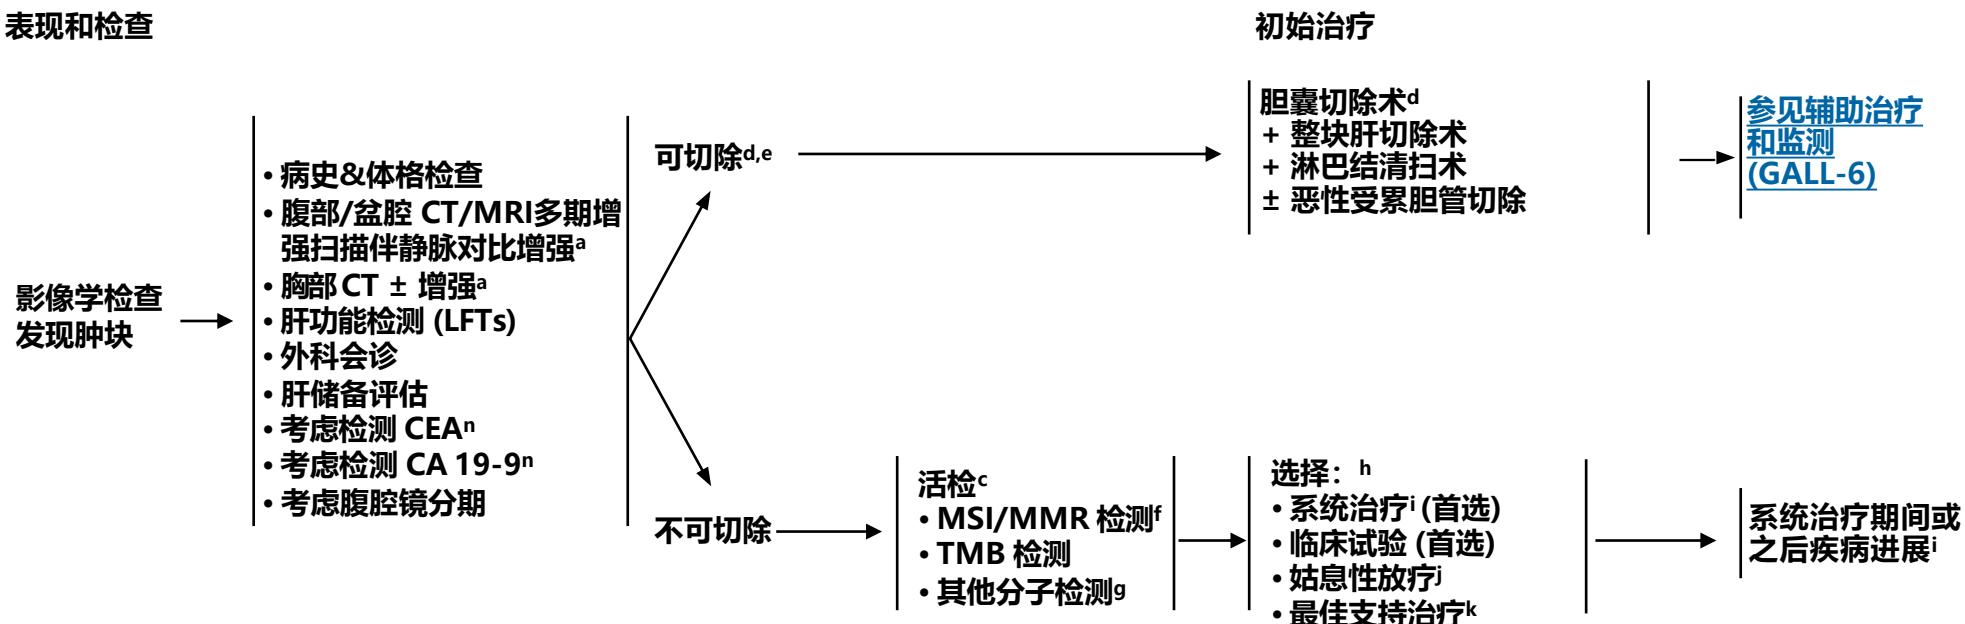 表现和检查
初始治疗
影像学检查
发现肿块
• 病史&体格检查
• 腹部/盆腔 CT/MRI多期增
强扫描伴静脉对比增强a
• 胸部 CT ± 增强a
• 肝功能检测 (LFTs)
• 外科会诊
• 肝储备评估
• 考虑检测 CEAn
• 考虑检测 CA 19-9n
• 考虑腹腔镜分期
可切除d,e
胆囊切除术d
+ 整块肝切除术
+ 淋巴结清扫术
± 恶性受累胆管切除
参见辅助治疗
和监测
(GALL-6)
不可切除
活检c
• MSI/MMR 检测f
• TMB 检测
• 其他分子检测g
选择：h
• 系统治疗i (首选)
• 临床试验 (首选)
• 姑息性放疗j
• 最佳支持治疗k
系统治疗期间或
之后疾病进展i